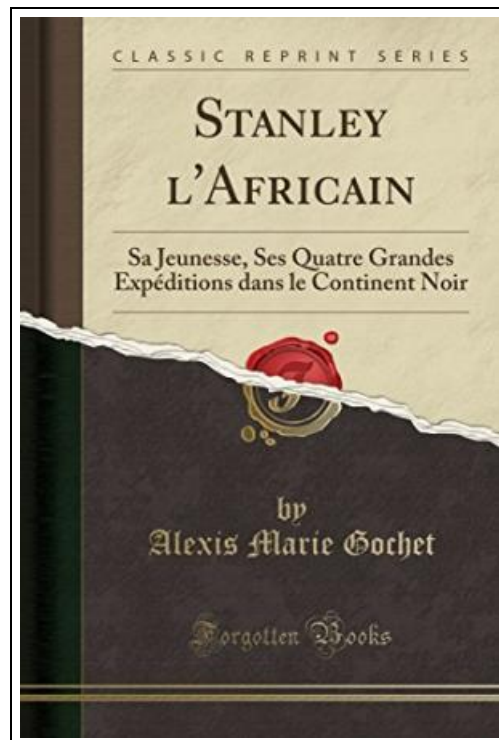 CLASSIC REPRINT SERIES
STANLEY
L'AFRICAIN
Sa Jeunesse, Ses Quatre Grandes
Expéditions dans le Continent Noir
by
Alexis Marie Gochet
Forgotten Books